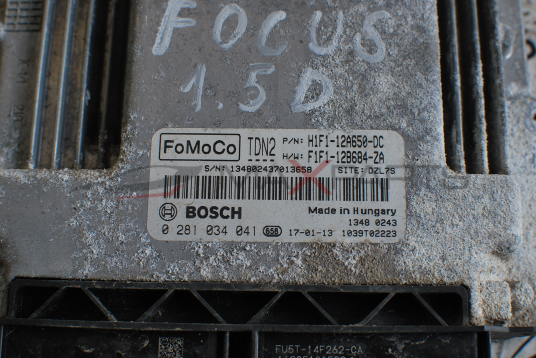 FOCUS
1.5D
FoMoCo TDN2 P/N: H1F1-12A650-DC
H/W: F1F1-12B684-ZA
S/N: 134802437013658 SITE: DZL7S
BOSCH Made in Hungary
1348 0243
0 281 034 041 658 17-01-13 1039T02223
FU5T-14F262-CA